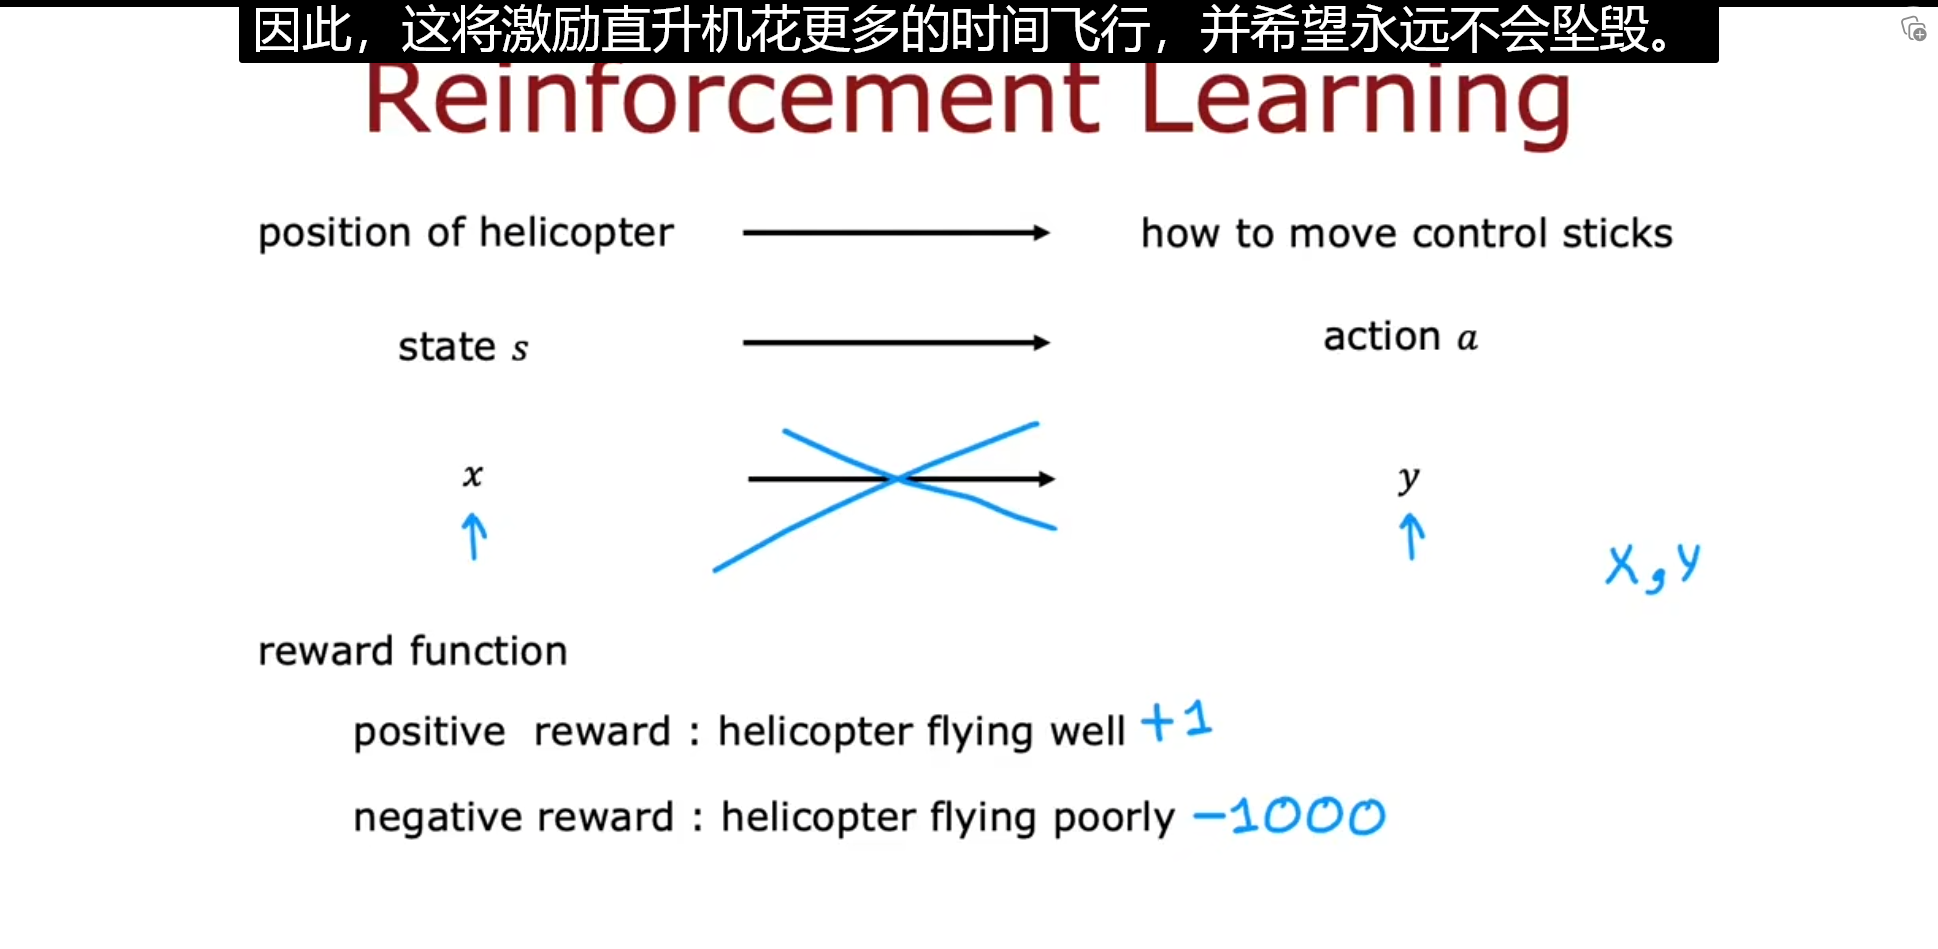 因此，这将激励直升机花更多的时间飞行，并希望永远不会坠毁。
Reinforcement Learning
position of helicopter how to move control sticks
state s action a
x y
X,y
reward function
positive reward : helicopter flying well +1
negative reward : helicopter flying poorly -1000